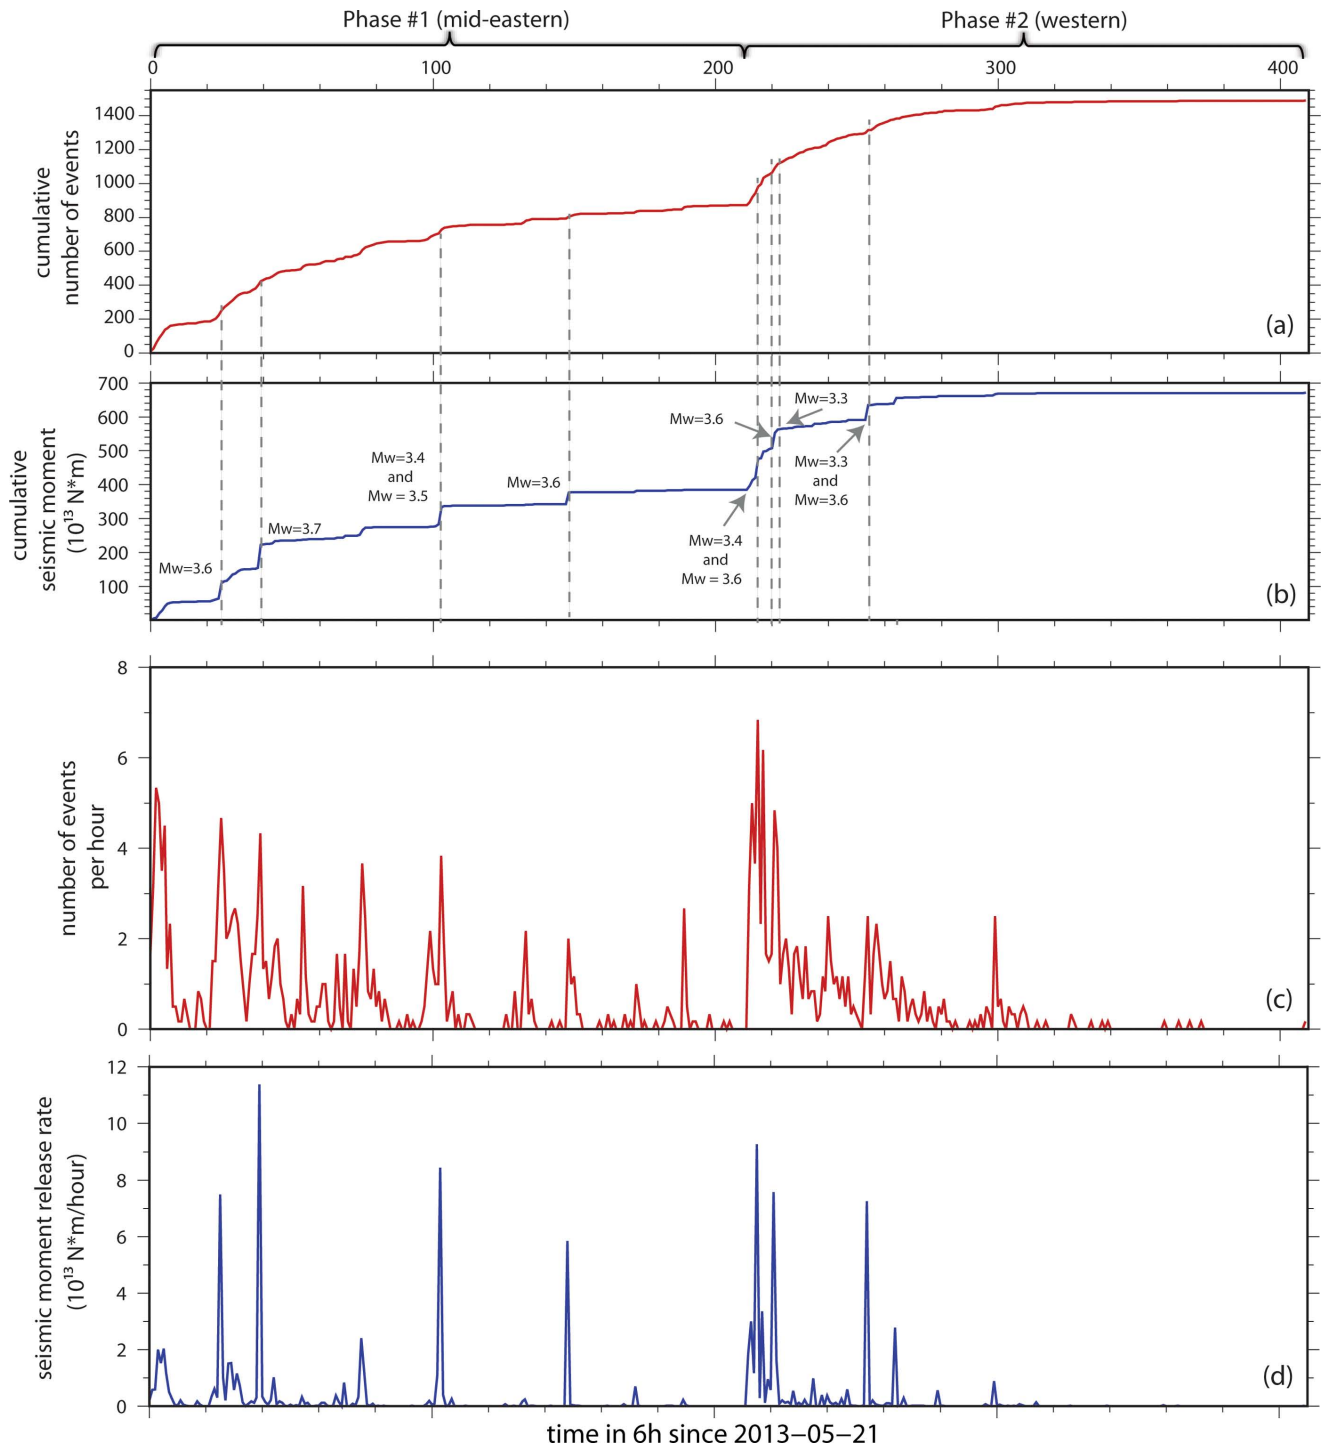 Phase #1 (mid-eastern)
Phase #2 (western)
0 100 200 300 400
cumulative
number of events
1400
1200
1000
800
600
400
200
0
(a)
cumulative
seismic moment
(10¹³ N*m)
700
600
500
400
300
200
100
Mw=3.6
Mw=3.7
Mw=3.4
and
Mw = 3.5
Mw=3.6
Mw=3.6
Mw=3.3
Mw=3.4
and
Mw = 3.6
Mw=3.3
and
Mw=3.6
(b)
number of events
per hour
8
6
4
2
0
(c)
seismic moment release rate
(10¹³ N*m/hour)
12
10
8
6
4
2
0
(d)
time in 6h since 2013−05−21